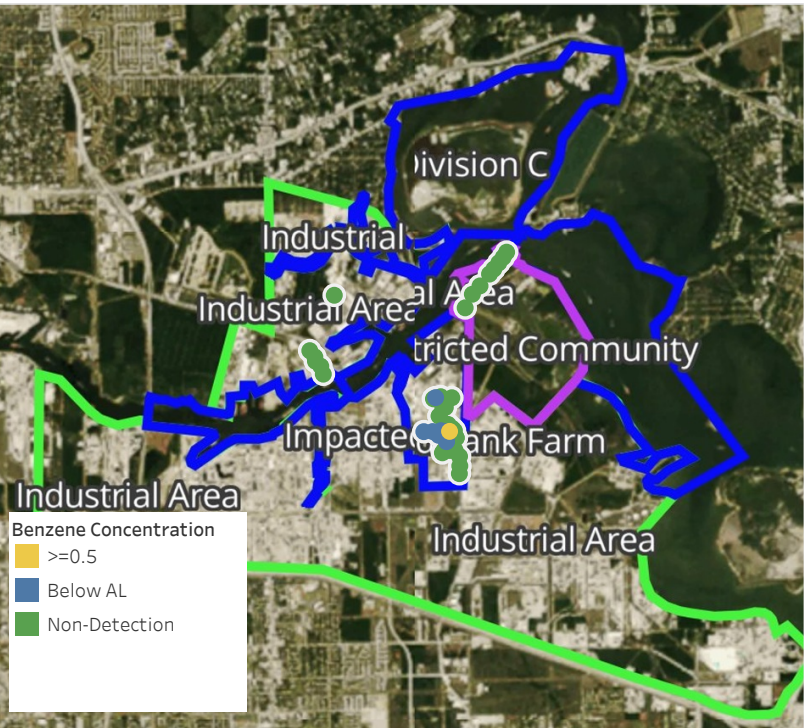 Division C
Industrial
Industrial Area
al Area
tricted Community
Impacted Tank Farm
Industrial Area
Industrial Area
Benzene Concentration
>=0.5
Below AL
Non-Detection